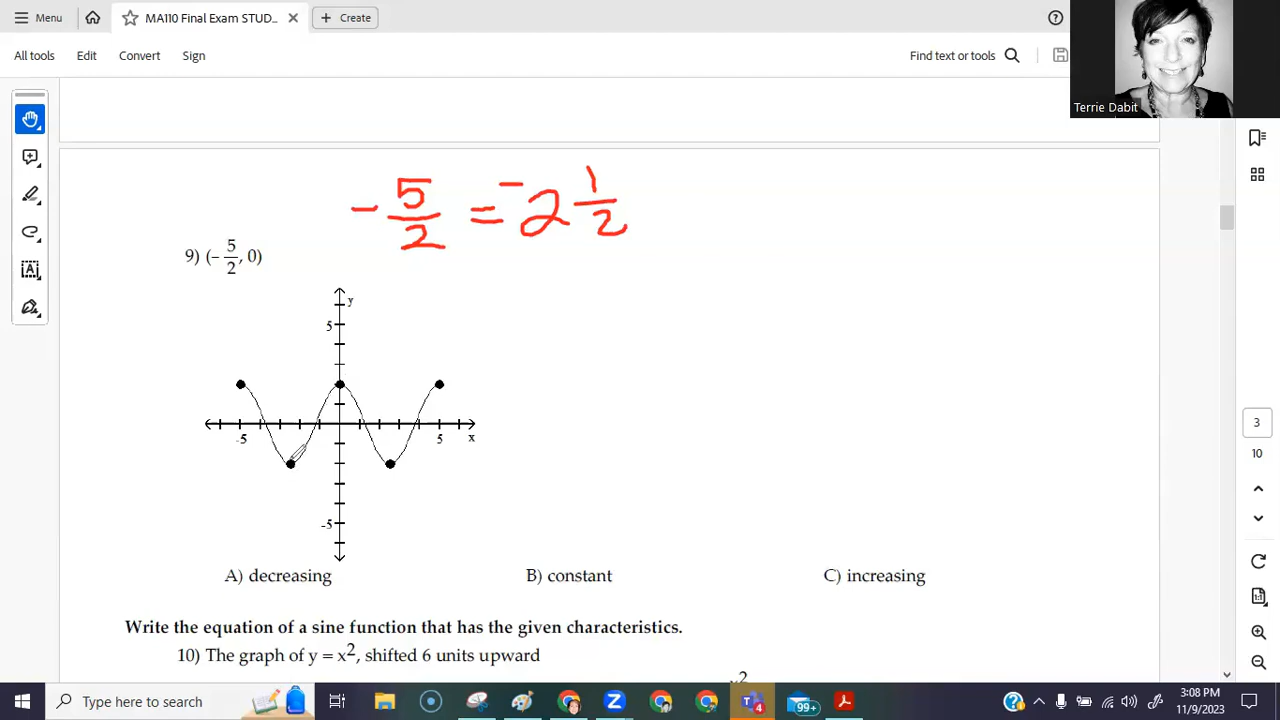 Menu
MA110 Final Exam STUD...
Create
All tools
Edit
Convert
Sign
Find text or tools
Terrie Dabit
- 5/2 = -2 1/2
9) (- 5/2, 0)
y
5
-5
5
x
-5
A) decreasing
B) constant
C) increasing
Write the equation of a sine function that has the given characteristics.
10) The graph of y = x², shifted 6 units upward
3
10
1:1
Type here to search
4
99+
3:08 PM
11/9/2023